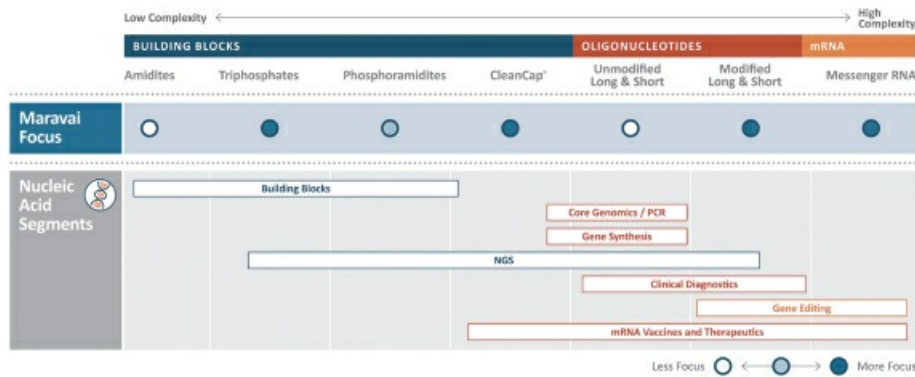 Low Complexity
High
Complexity
BUILDING BLOCKS
OLIGONUCLEOTIDES
mRNA
Amidites
Triphosphates
Phosphoramidites
CleanCap®
Unmodified
Long & Short
Modified
Long & Short
Messenger RNA
Maravai
Focus
Nucleic
Acid
Segments
Building Blocks
Core Genomics / PCR
Gene Synthesis
NGS
Clinical Diagnostics
Gene Editing
mRNA Vaccines and Therapeutics
Less Focus
More Focus